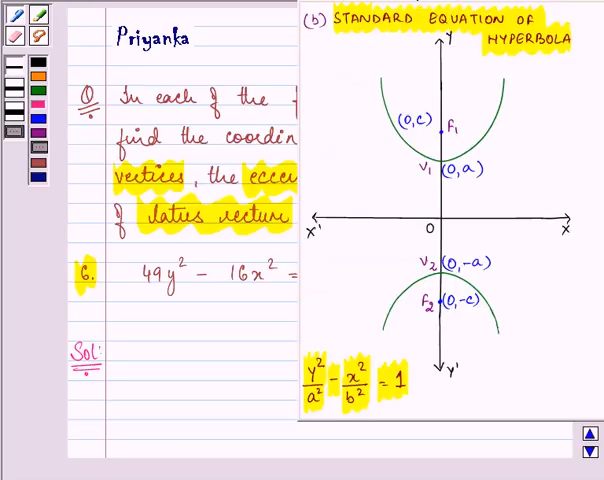 Priyanka
Q In each of the
find the coordin
vertices, the ecce
of latus rectum
6. 49y² - 16x² =
Sol:
(b) STANDARD EQUATION OF
HYPERBOLA
Y
(0,c) F₁
V₁ (0,a)
X' O X
V₂ (0,-a)
F₂ (0,-c)
Y'
y²/a² - x²/b² = 1